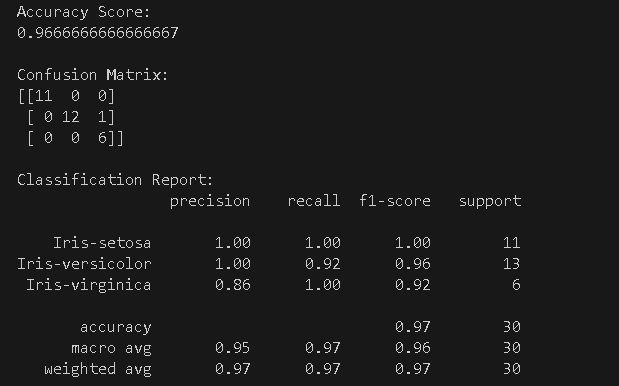 Accuracy Score:
0.9666666666666667
Confusion Matrix:
[[11  0  0]
 [ 0 12  1]
 [ 0  0  6]]
Classification Report:
                 precision    recall  f1-score   support
    Iris-setosa       1.00      1.00      1.00        11
Iris-versicolor       1.00      0.92      0.96        13
 Iris-virginica       0.86      1.00      0.92         6
       accuracy                           0.97        30
      macro avg       0.95      0.97      0.96        30
   weighted avg       0.97      0.97      0.97        30